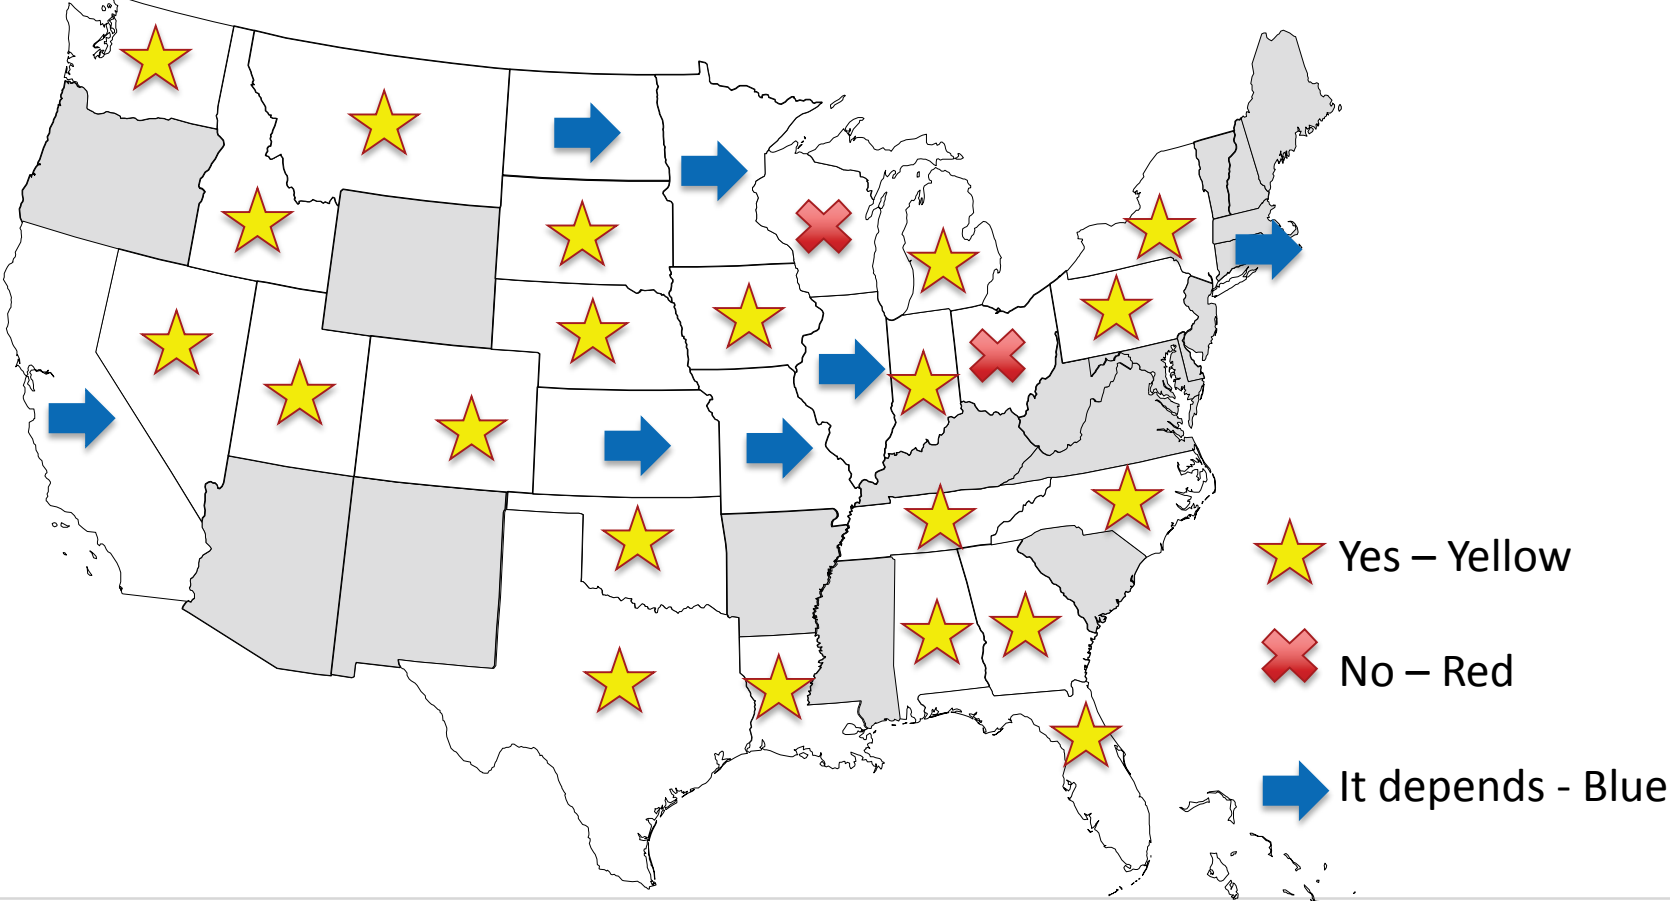 Yes – Yellow
No – Red
It depends - Blue